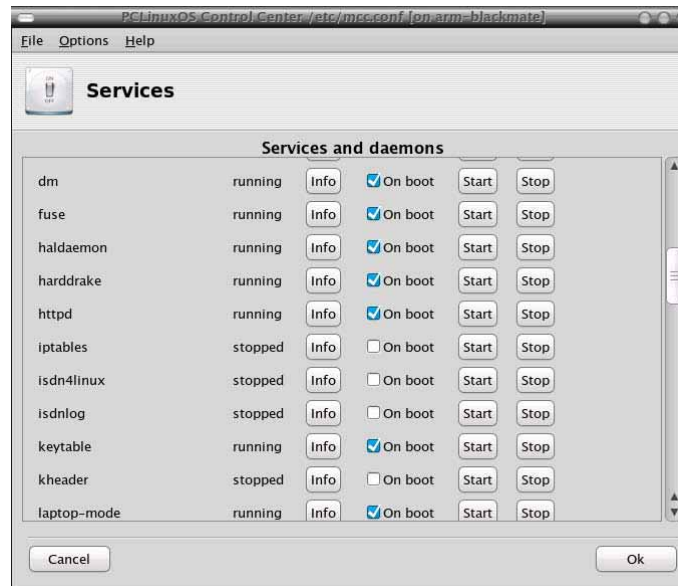 PCLinuxOS Control Center /etc/mcc.conf [on arm-blackmate]
File Options Help
ON
OFF
Services
Services and daemons
dm running Info On boot Start Stop
fuse running Info On boot Start Stop
haldaemon running Info On boot Start Stop
harddrake running Info On boot Start Stop
httpd running Info On boot Start Stop
iptables stopped Info On boot Start Stop
isdn4linux stopped Info On boot Start Stop
isdnlog stopped Info On boot Start Stop
keytable running Info On boot Start Stop
kheader stopped Info On boot Start Stop
laptop-mode running Info On boot Start Stop
Cancel Ok